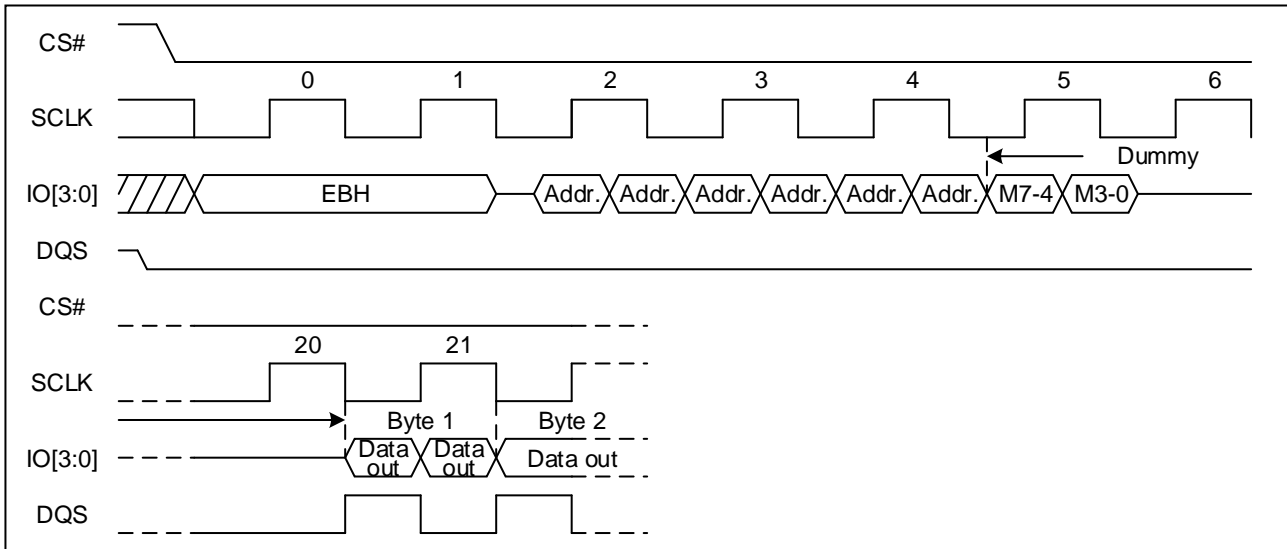 CS#
0 1 2 3 4 5 6
SCLK
Dummy
IO[3:0] EBH Addr. Addr. Addr. Addr. Addr. Addr. M7-4 M3-0
DQS
CS#
20 21
SCLK
Byte 1 Byte 2
IO[3:0] Data out Data out Data out
DQS